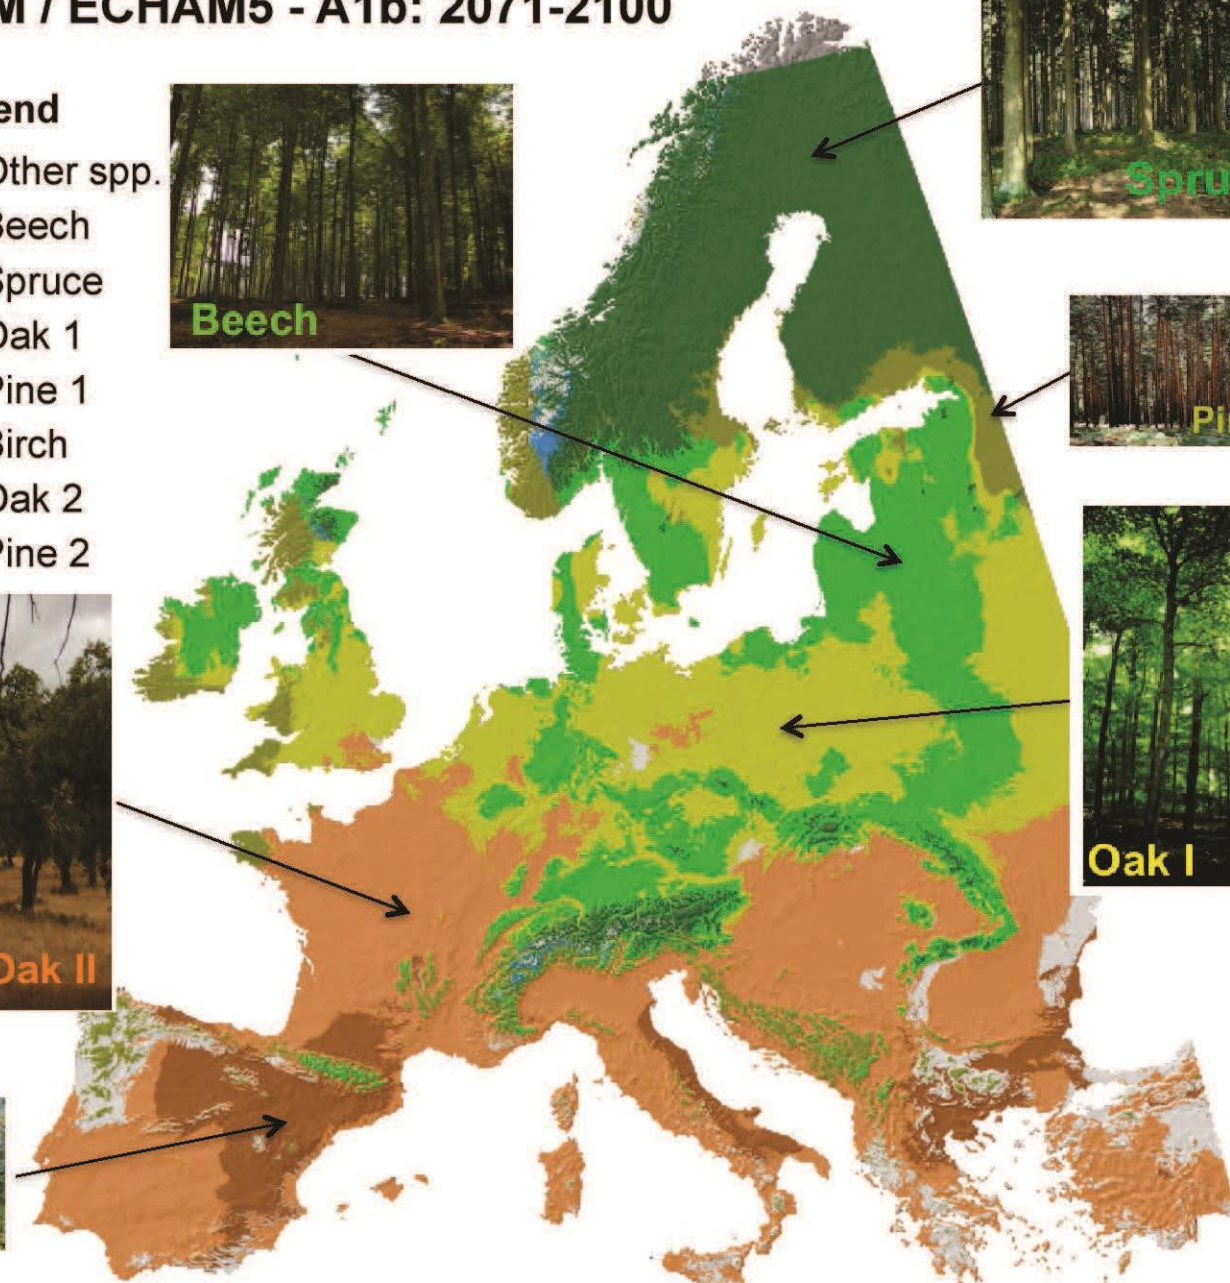 M / ECHAM5 - A1b: 2071-2100
end
Other spp.
Beech
Spruce
Oak 1
Pine 1
Birch
Oak 2
Pine 2
Beech
Spru
Pi
Oak I
Oak II